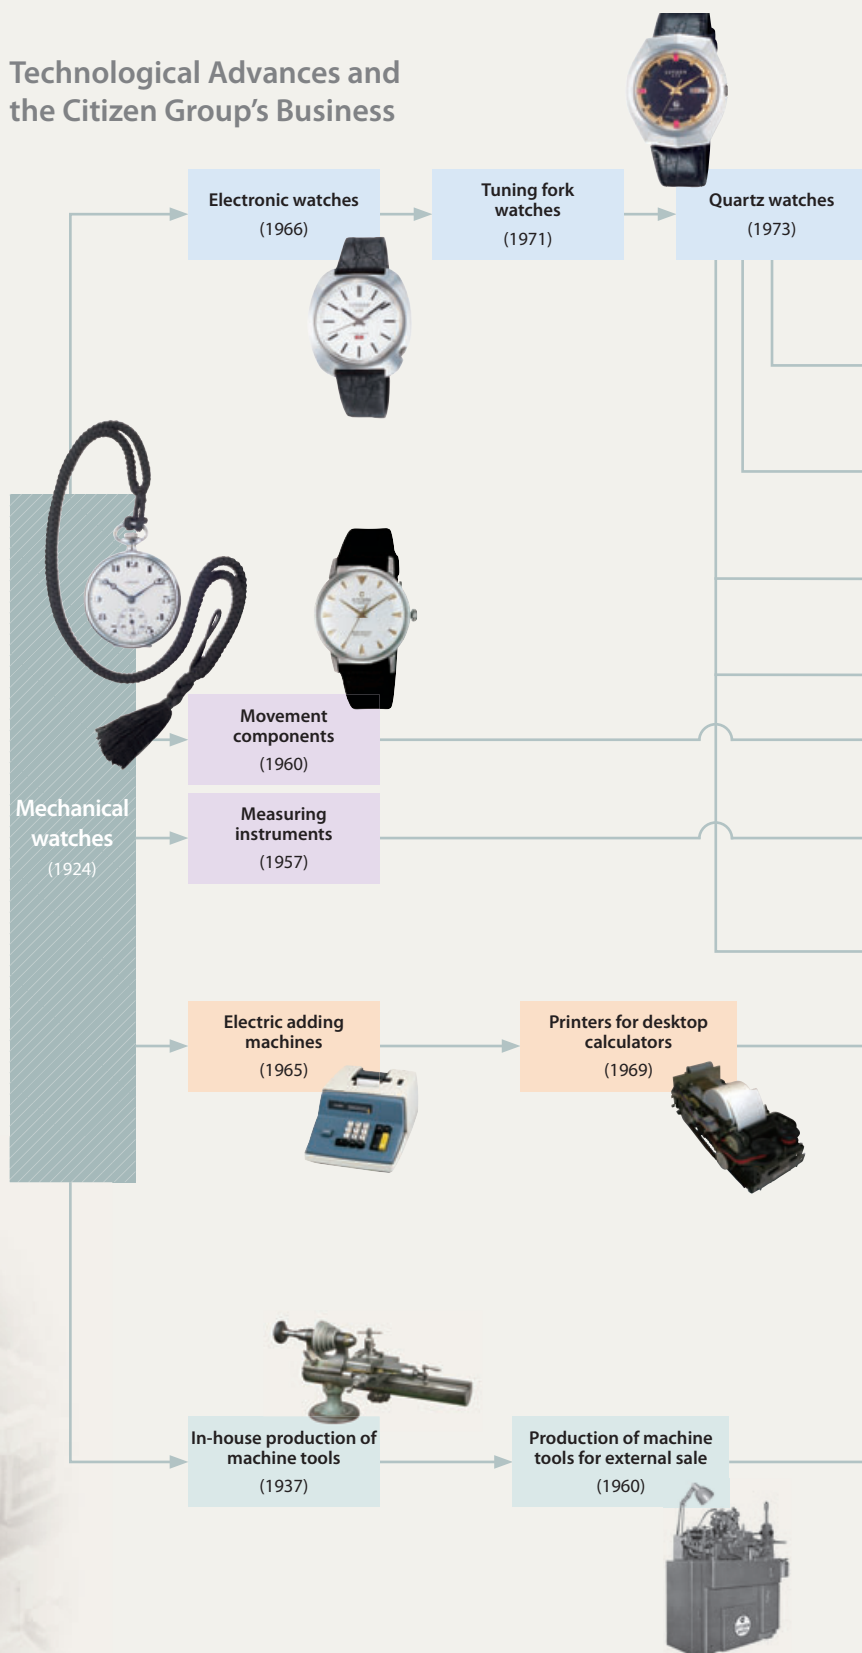 Technological Advances and
the Citizen Group's Business
Electronic watches
(1966)
Tuning fork
watches
(1971)
Quartz watches
(1973)
Movement
components
(1960)
Mechanical
watches
(1924)
Measuring
instruments
(1957)
Electric adding
machines
(1965)
Printers for desktop
calculators
(1969)
In-house production of
machine tools
(1937)
Production of machine
tools for external sale
(1960)